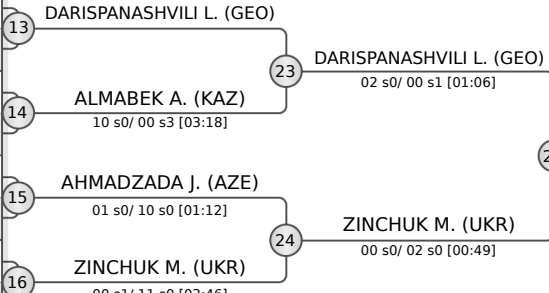 DARISPANASHVILI L. (GEO)
13
DARISPANASHVILI L. (GEO)
23
02 s0/ 00 s1 [01:06]
ALMABEK A. (KAZ)
14
10 s0/ 00 s3 [03:18]
AHMADZADA J. (AZE)
15
01 s0/ 10 s0 [01:12]
ZINCHUK M. (UKR)
24
00 s0/ 02 s0 [00:49]
ZINCHUK M. (UKR)
16